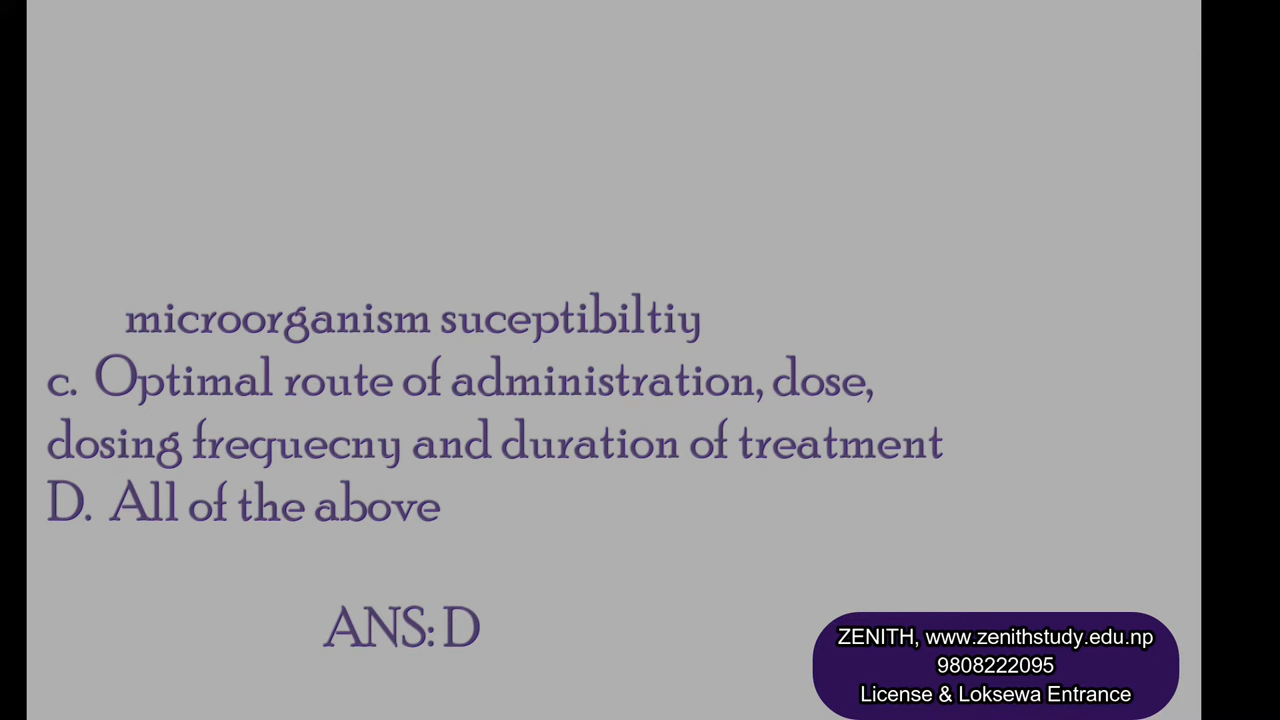 microorganism suceptibiltiy
c. Optimal route of administration, dose,
dosing frequecny and duration of treatment
D. All of the above
ANS: D
ZENITH, www.zenithstudy.edu.np
9808222095
License & Loksewa Entrance